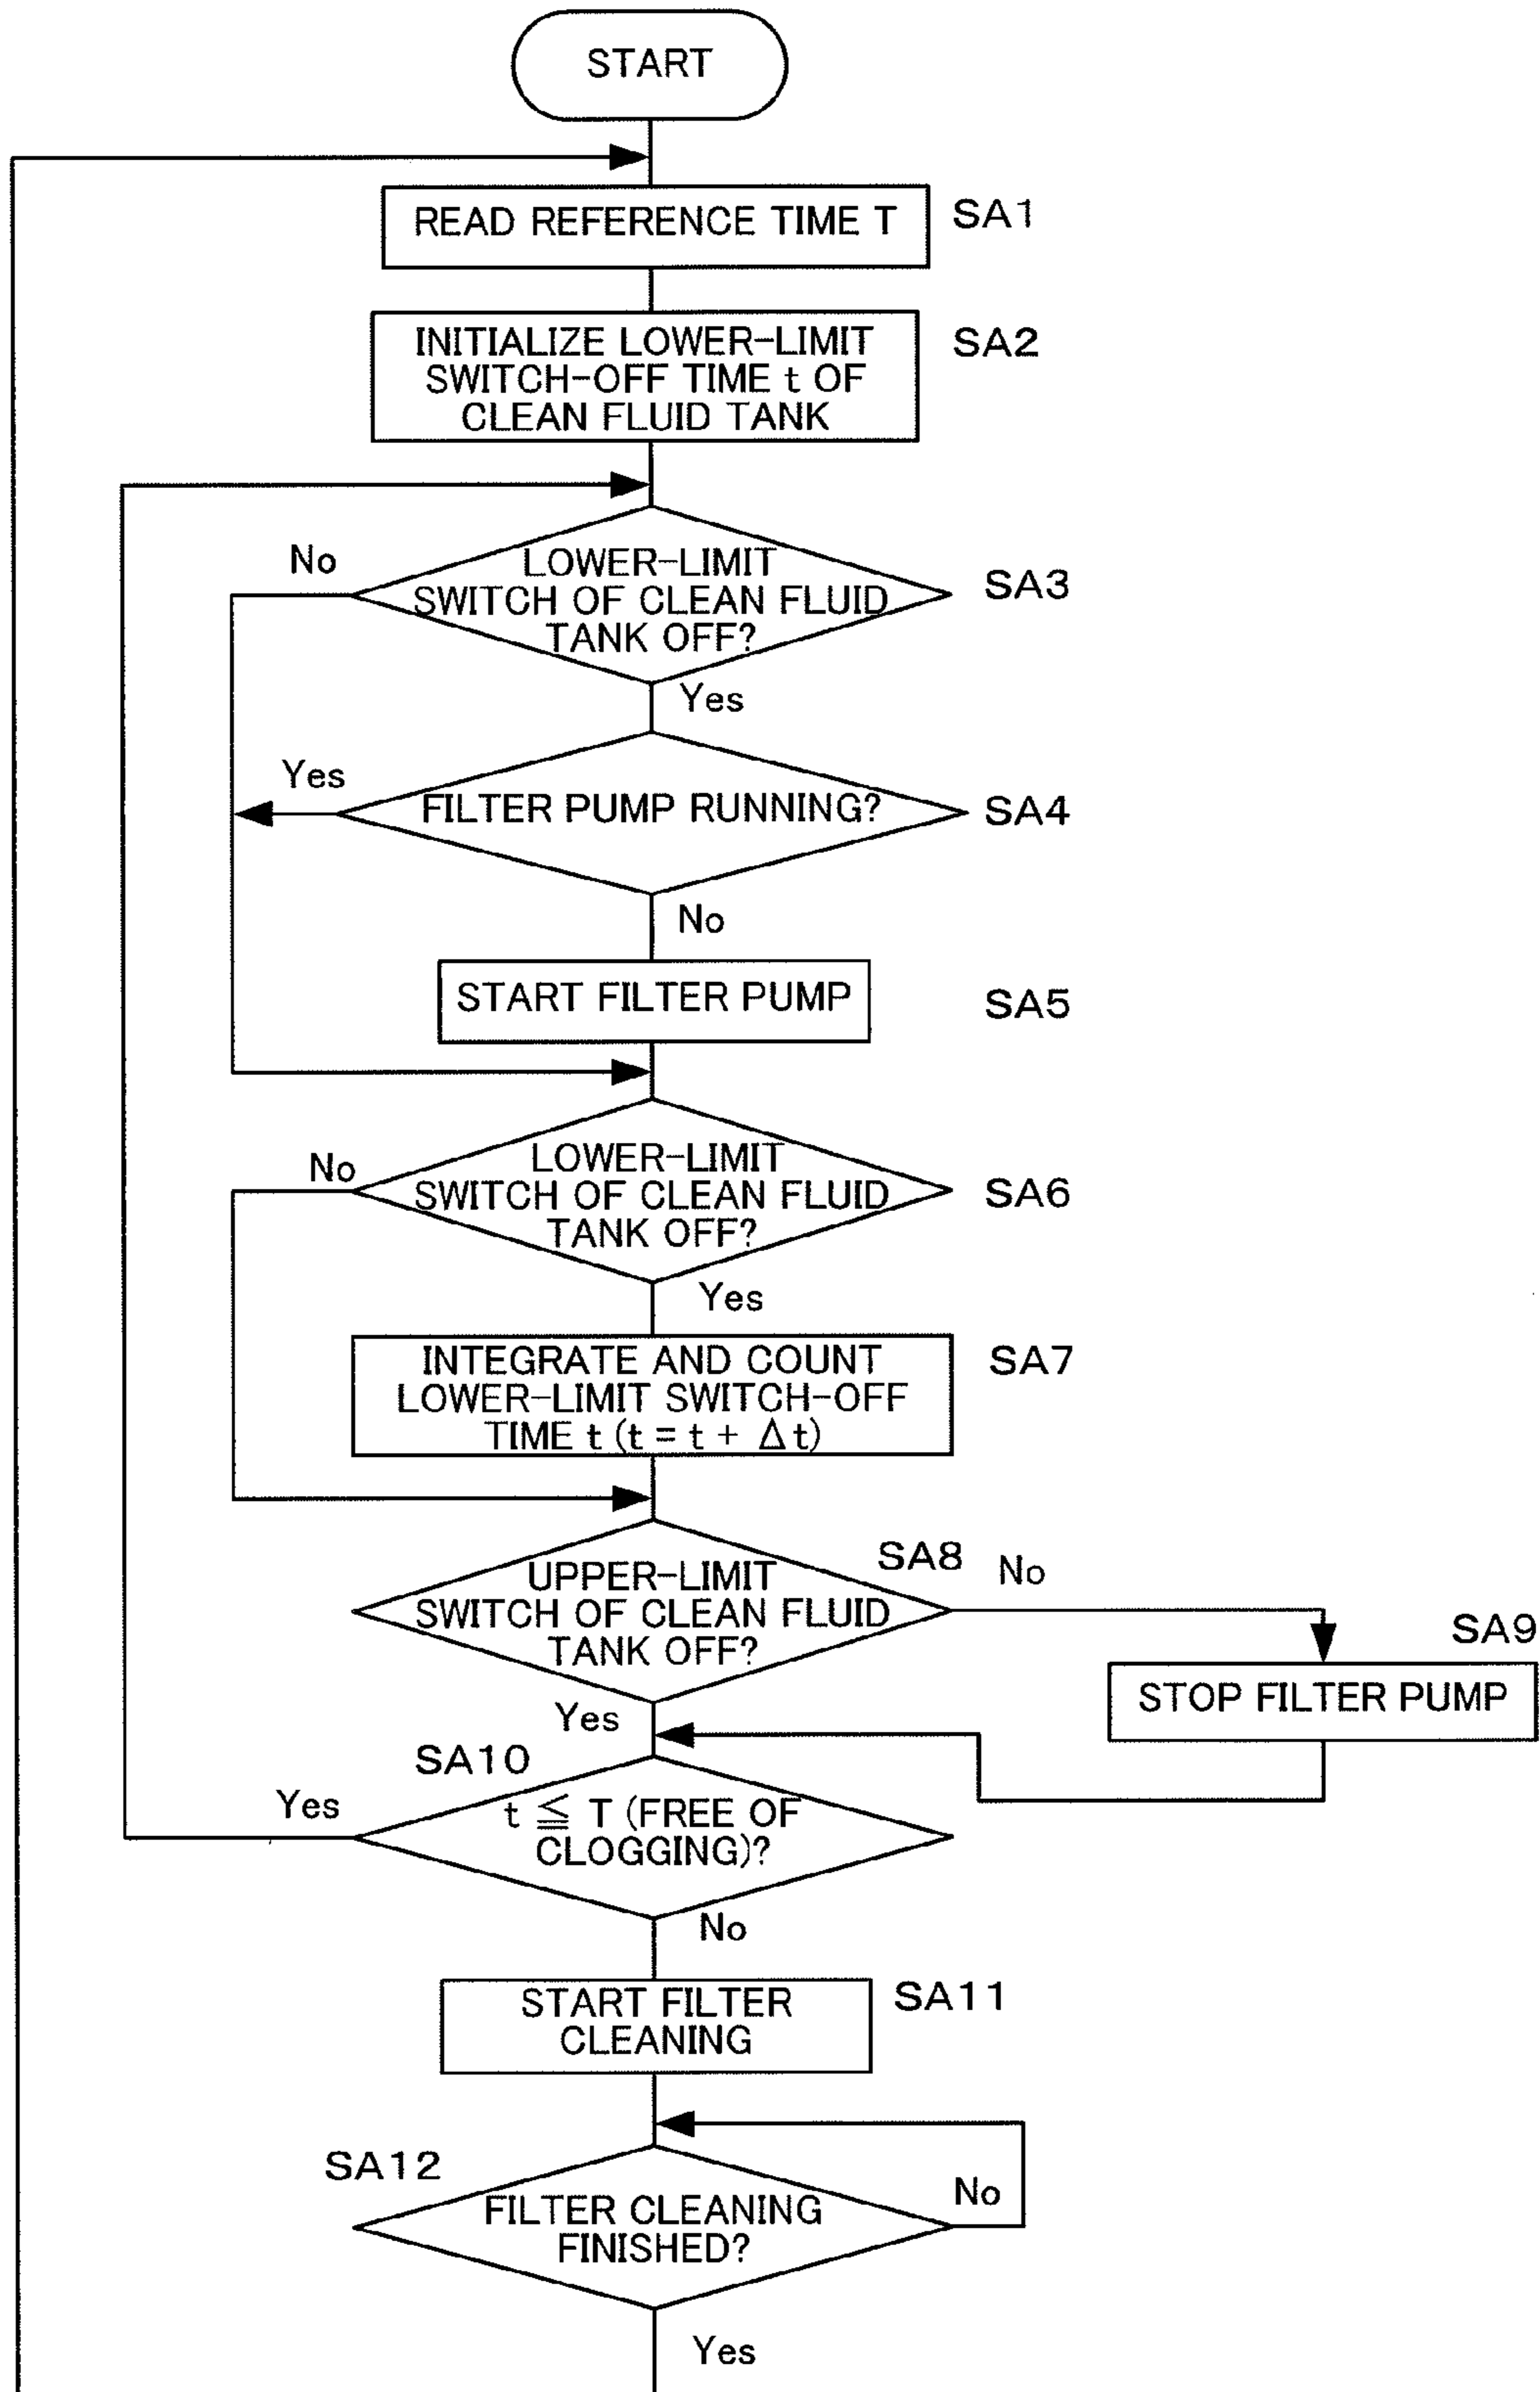 START
READ REFERENCE TIME T
SA1
INITIALIZE LOWER-LIMIT
SWITCH-OFF TIME t OF
CLEAN FLUID TANK
SA2
No
LOWER-LIMIT
SWITCH OF CLEAN FLUID
TANK OFF?
SA3
Yes
Yes
FILTER PUMP RUNNING?
SA4
No
START FILTER PUMP
SA5
No
LOWER-LIMIT
SWITCH OF CLEAN FLUID
TANK OFF?
SA6
Yes
INTEGRATE AND COUNT
LOWER-LIMIT SWITCH-OFF
TIME t (t = t + Δt)
SA7
UPPER-LIMIT
SWITCH OF CLEAN FLUID
TANK OFF?
SA8
No
SA9
STOP FILTER PUMP
Yes
SA10
Yes
t ≦ T (FREE OF
CLOGGING)?
No
START FILTER
CLEANING
SA11
SA12
FILTER CLEANING
FINISHED?
No
Yes